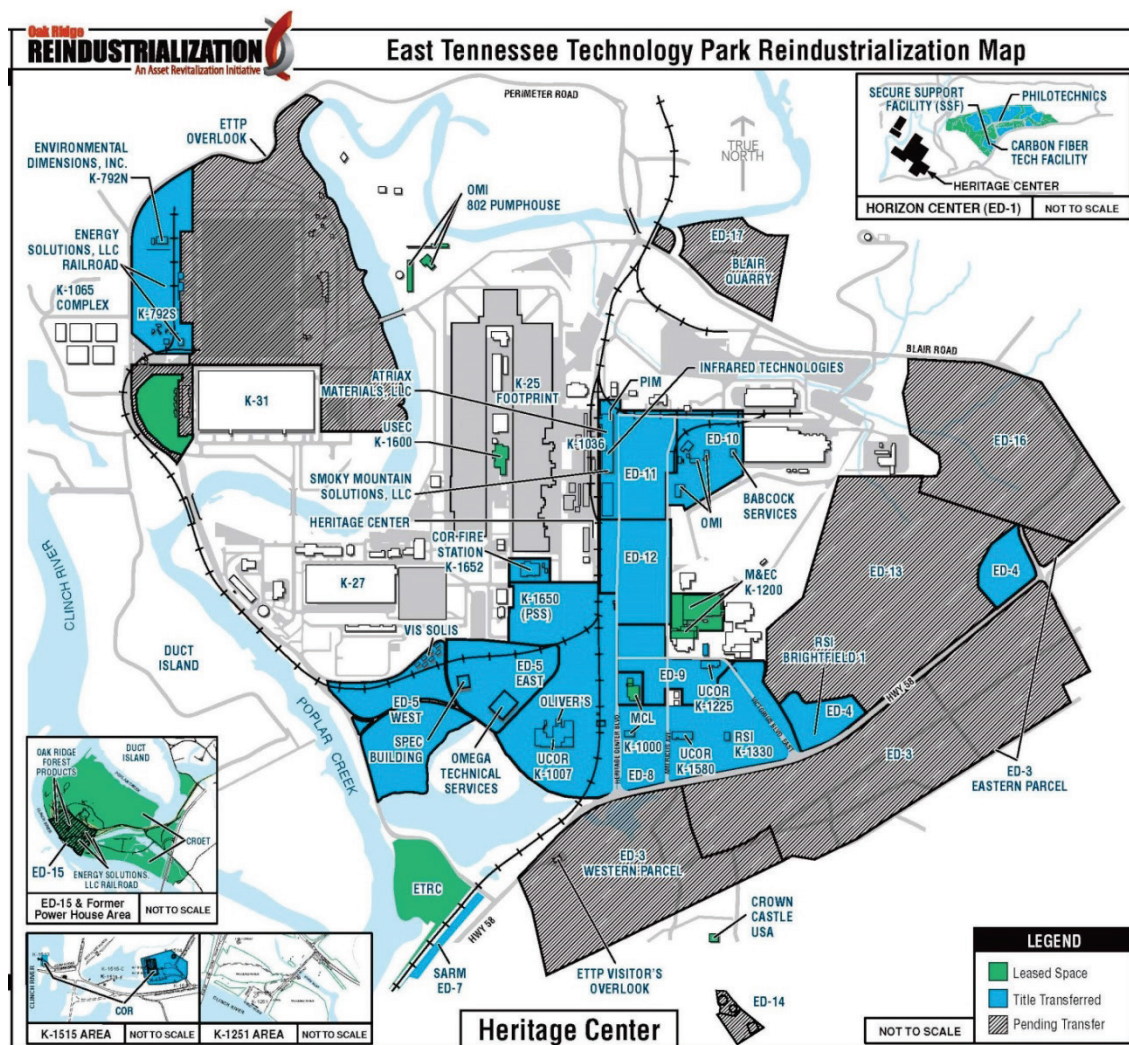 Oak Ridge
REINDUSTRIALIZATION
An Asset Revitalization Initiative
East Tennessee Technology Park Reindustrialization Map
PERIMETER ROAD
ETTP
OVERLOOK
ENVIRONMENTAL
DIMENSIONS, INC.
K-792N
OMI
802 PUMPHOUSE
TRUE
NORTH
SECURE SUPPORT
FACILITY (SSF)
PHILOTECHNICS
CARBON FIBER
TECH FACILITY
HERITAGE CENTER
HORIZON CENTER (ED-1)
NOT TO SCALE
ENERGY
SOLUTIONS, LLC
RAILROAD
K-1065
COMPLEX
K-792S
ED-17
BLAIR
QUARRY
BLAIR ROAD
K-31
ATRIAX
MATERIALS, LLC
K-25
FOOTPRINT
PIM
INFRARED TECHNOLOGIES
USEC
K-1600
K-1036
SMOKY MOUNTAIN
SOLUTIONS, LLC
ED-11
ED-10
BABCOCK
SERVICES
OMI
ED-16
HERITAGE CENTER
COR-FIRE
STATION
K-1652
ED-12
ED-13
ED-4
K-27
K-1650
(PSS)
M&EC
K-1200
CLINCH RIVER
DUCT
ISLAND
VIS SOLIS
RSI
BRIGHTFIELD 1
HWY 58
ED-5
EAST
ED-9
ED-5
WEST
OLIVER'S
MCL
UCOR
K-1225
ED-4
SPEC
BUILDING
OMEGA
TECHNICAL
SERVICES
UCOR
K-1007
HERITAGE CENTER BLVD
K-1000
UCOR
K-1580
RSI
K-1330
ED-8
ED-3
ED-3
EASTERN PARCEL
POPLAR CREEK
OAK RIDGE
FOREST
PRODUCTS
DUCT
ISLAND
CROET
ED-15
ENERGY SOLUTIONS,
LLC RAILROAD
ED-15 & Former
Power House Area
NOT TO SCALE
ED-3
WESTERN PARCEL
ETRC
HWY 58
CROWN
CASTLE
USA
SARM
ED-7
ETTP VISITOR'S
OVERLOOK
ED-14
CLINCH RIVER
COR
K-1515 AREA
NOT TO SCALE
CLINCH RIVER
K-1251 AREA
NOT TO SCALE
Heritage Center
NOT TO SCALE
LEGEND
Leased Space
Title Transferred
Pending Transfer